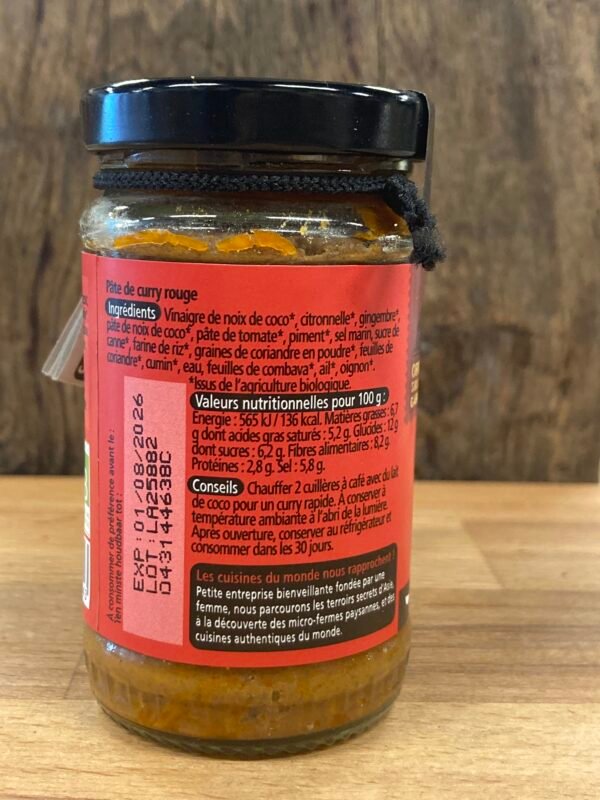 Pâte de curry rouge
Ingrédients Vinaigre de noix de coco*, citronnelle*, gingembre*,
pâte de noix de coco*, pâte de tomate*, piment*, sel marin, sucre de
canne*, farine de riz*, graines de coriandre en poudre*, feuilles de
coriandre*, cumin*, eau, feuilles de combava*, ail*, oignon*.
*Issus de l'agriculture biologique.
Valeurs nutritionnelles pour 100 g :
Energie : 565 kJ / 136 kcal. Matières grasses : 6,7
g dont acides gras saturés : 5,2 g. Glucides : 12 g
dont sucres : 6,2 g. Fibres alimentaires : 8,2 g.
Protéines : 2,8 g. Sel : 5,8 g.
Conseils Chauffer 2 cuillères à café avec du lait
de coco pour un curry rapide. À conserver à
température ambiante à l'abri de la lumière.
Après ouverture, conserver au réfrigérateur et
consommer dans les 30 jours.
Les cuisines du monde nous rapprochent !
Petite entreprise bienveillante fondée par une
femme, nous parcourons les terroirs secrets d'Asie,
à la découverte des micro-fermes paysannes, et des
cuisines authentiques du monde.
À consommer de préférence avant le :
Ten minste houdbaar tot :
EXP : 01/08/2026
LOT : LA25882
0431 44638C